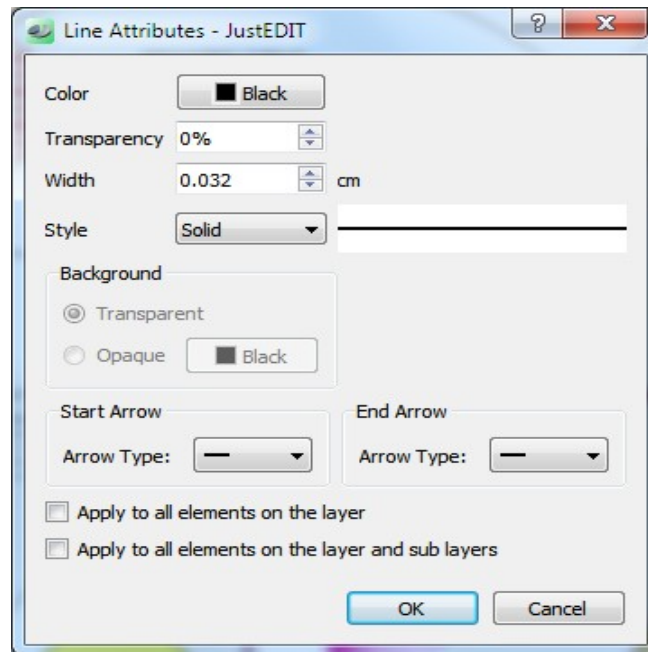 Line Attributes - JustEDIT
?
X
Color
Black
Transparency 0%
Width 0.032 cm
Style Solid
Background
Transparent
Opaque Black
Start Arrow
Arrow Type:
End Arrow
Arrow Type:
Apply to all elements on the layer
Apply to all elements on the layer and sub layers
OK Cancel